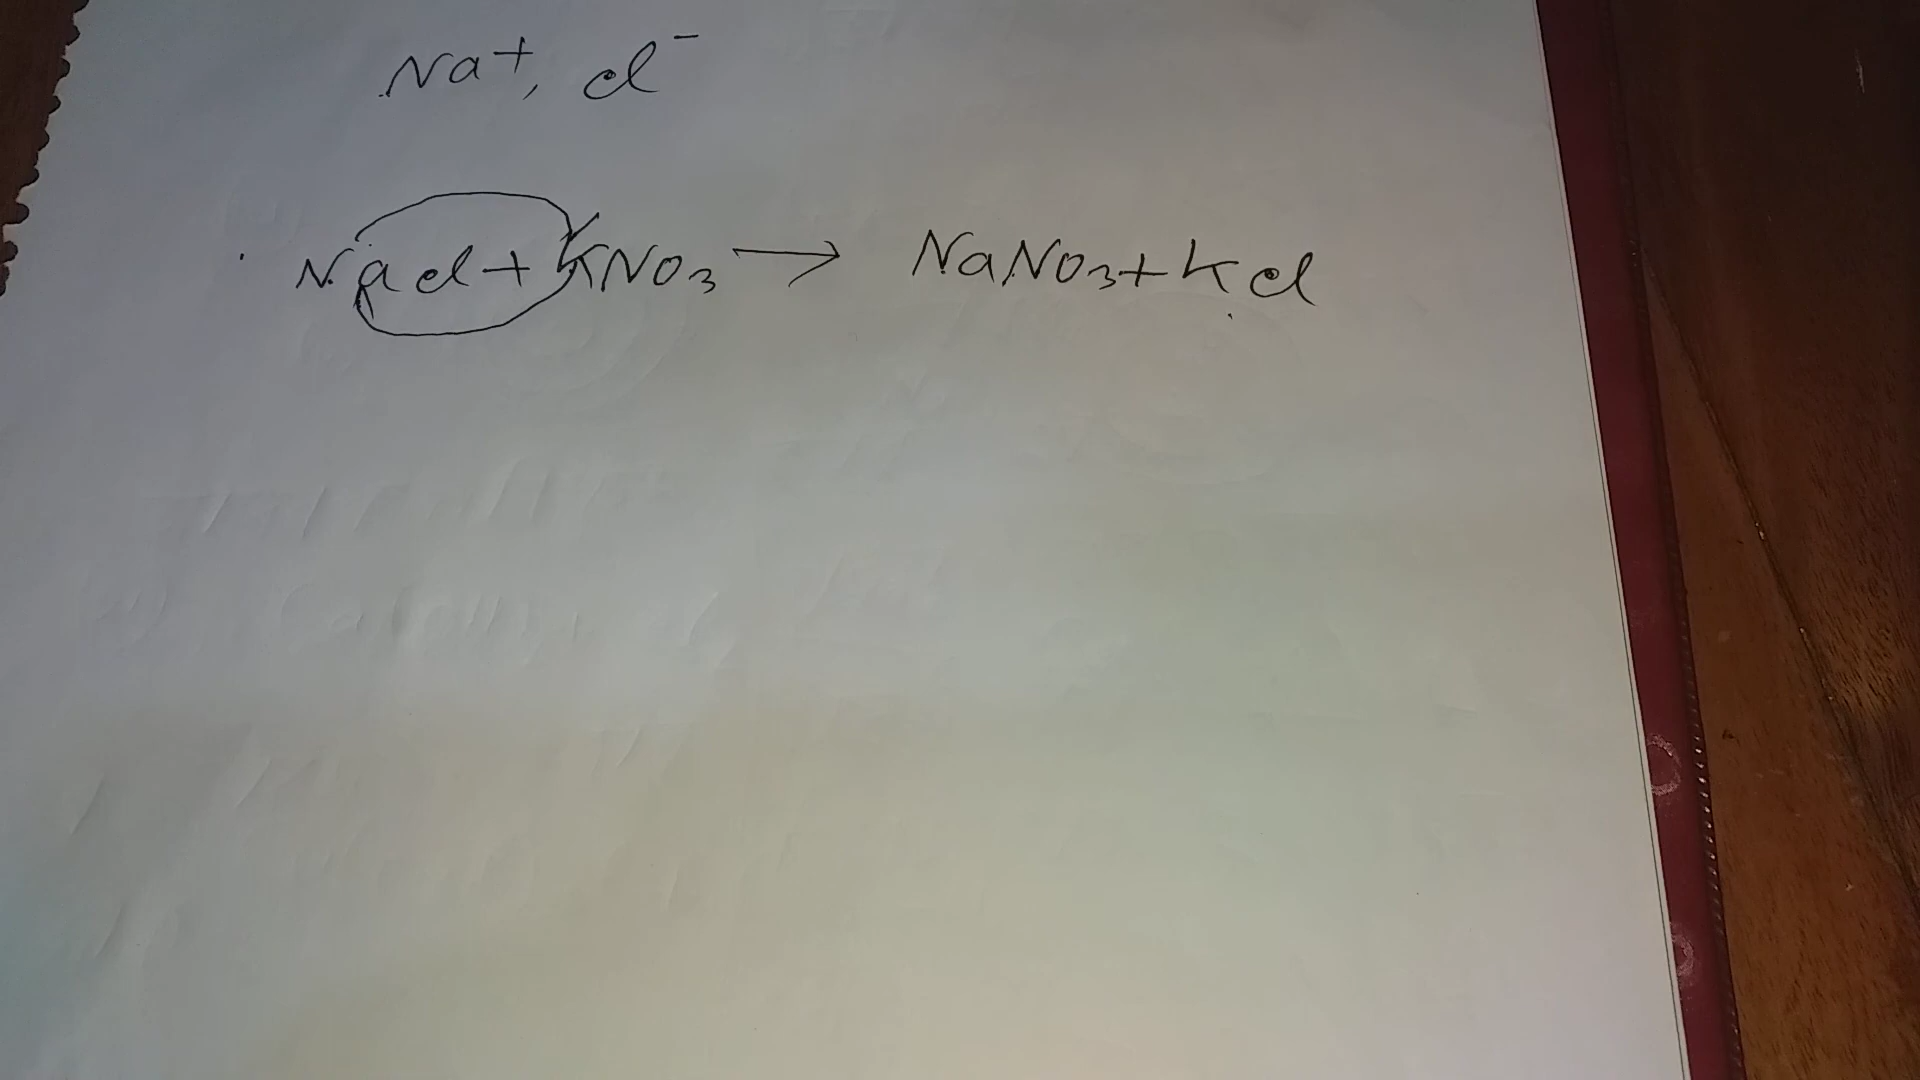 Na+, Cl-
NaCl + KNO3 → NaNO3 + KCl